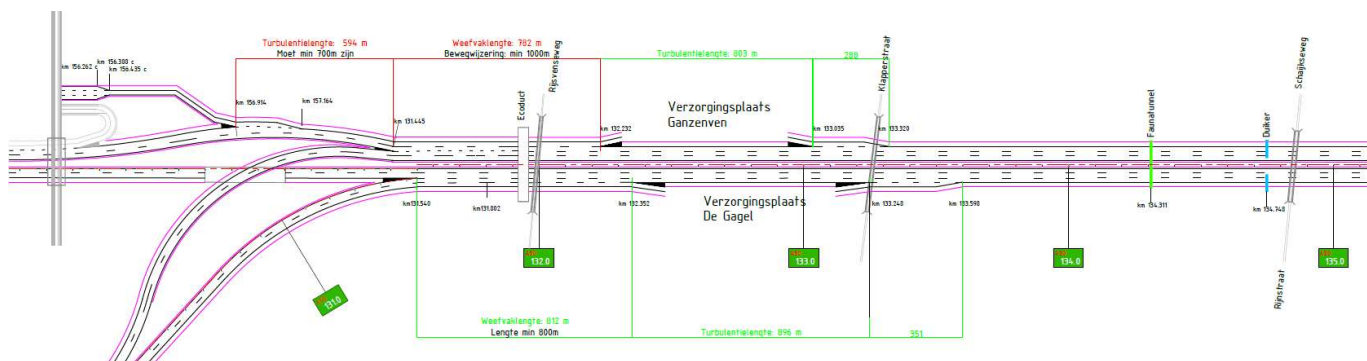 Turbulentielengte: 594 m
Moet min 700m zijn
Weefvaklengte: 782 m
Bewegwijzering: min 1000m
Turbulentielengte: 803 m
288
Rijsvenseweg
Klapperstraat
Schaijkseweg
km 156.262 c
km 156.300 c
km 156.435 c
km 156.914
km 157.164
km 131.445
Ecoduct
km 132.232
Verzorgingsplaats
Ganzenven
km 133.035
km 133.320
Faunatunnel
Duiker
km131.540
km131.802
km 132.352
Verzorgingsplaats
De Gagel
km 133.248
km 133.598
km 134.311
km 134.748
131.0
132.0
133.0
134.0
135.0
Rijnstraat
Weefvaklengte: 812 m
Lengte min 800m
Turbulentielengte: 896 m
351